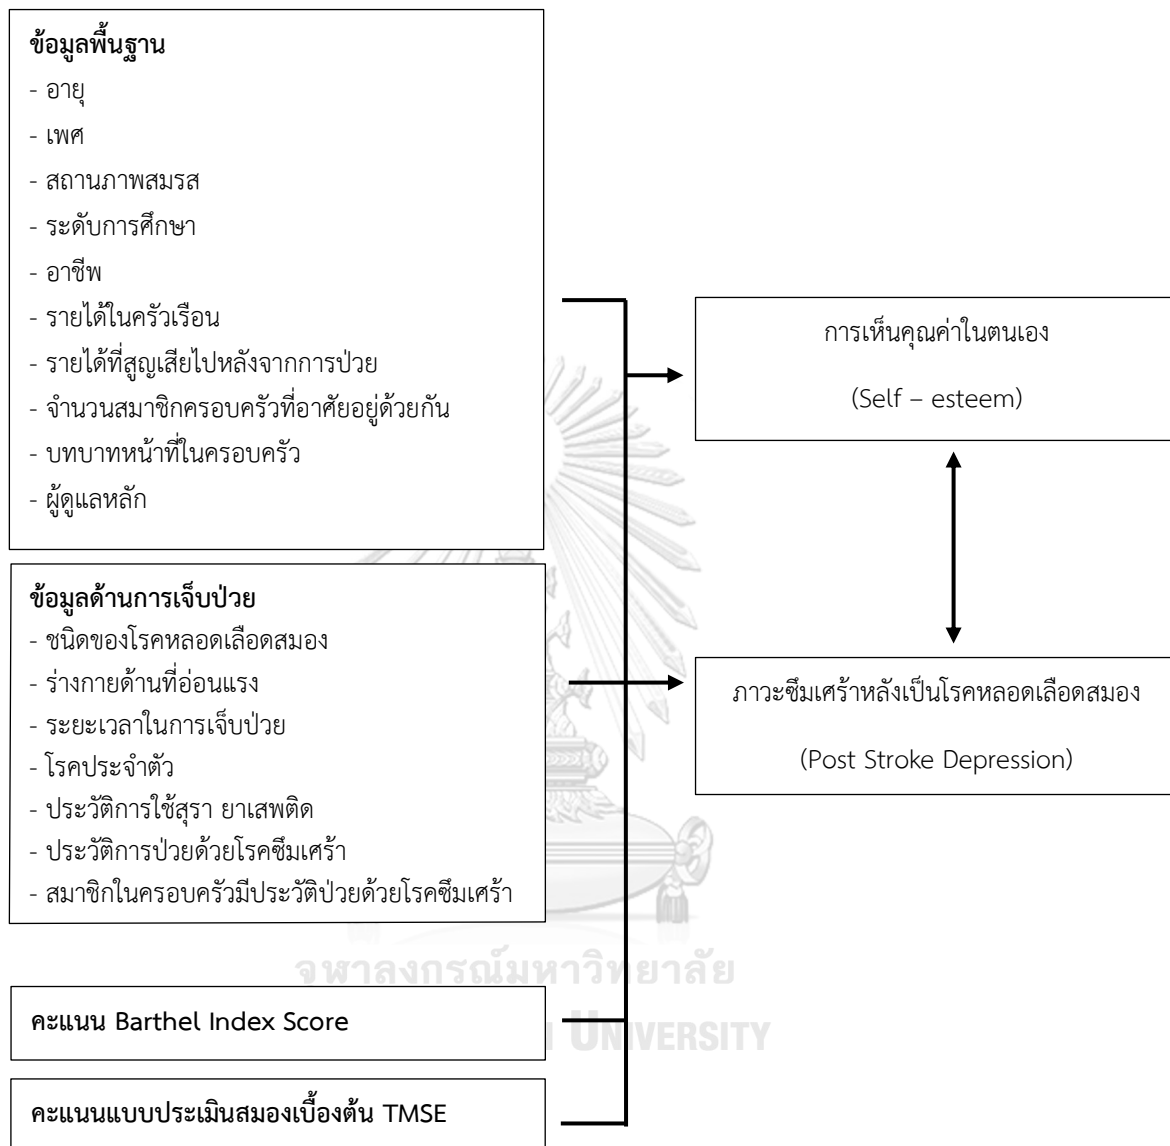 ข้อมูลพื้นฐาน
- อายุ
- เพศ
- สถานภาพสมรส
- ระดับการศึกษา
- อาชีพ
- รายได้ในครัวเรือน
- รายได้ที่สูญเสียไปหลังจากการป่วย
- จำนวนสมาชิกครอบครัวที่อาศัยอยู่ด้วยกัน
- บทบาทหน้าที่ในครอบครัว
- ผู้ดูแลหลัก
ข้อมูลด้านการเจ็บป่วย
- ชนิดของโรคหลอดเลือดสมอง
- ร่างกายด้านที่อ่อนแรง
- ระยะเวลาในการเจ็บป่วย
- โรคประจำตัว
- ประวัติการใช้สุรา ยาเสพติด
- ประวัติการป่วยด้วยโรคซึมเศร้า
- สมาชิกในครอบครัวมีประวัติป่วยด้วยโรคซึมเศร้า
คะแนน Barthel Index Score
คะแนนแบบประเมินสมองเบื้องต้น TMSE
การเห็นคุณค่าในตนเอง
(Self – esteem)
ภาวะซึมเศร้าหลังเป็นโรคหลอดเลือดสมอง
(Post Stroke Depression)
จุฬาลงกรณ์มหาวิทยาลัย
UNIVERSITY